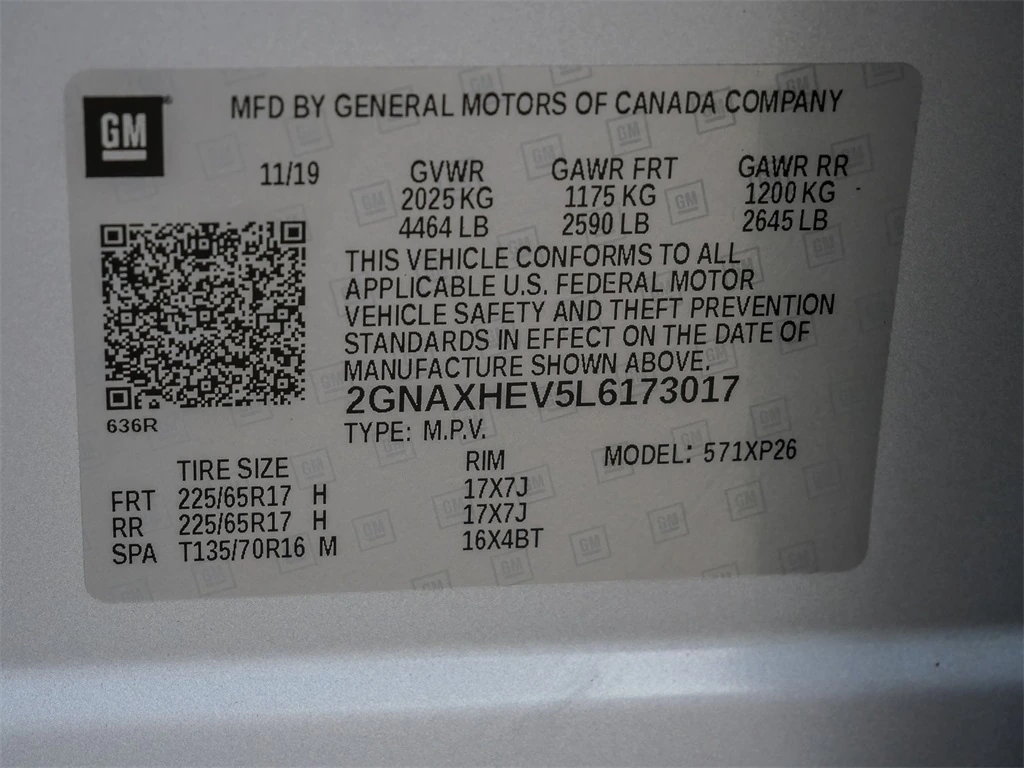 GM
MFD BY GENERAL MOTORS OF CANADA COMPANY
11/19 GVWR GAWR FRT GAWR RR
2025 KG 1175 KG 1200 KG
4464 LB 2590 LB 2645 LB
THIS VEHICLE CONFORMS TO ALL
APPLICABLE U.S. FEDERAL MOTOR
VEHICLE SAFETY AND THEFT PREVENTION
STANDARDS IN EFFECT ON THE DATE OF
MANUFACTURE SHOWN ABOVE.
2GNAXHEV5L6173017
636R
TYPE: M.P.V.
TIRE SIZE RIM MODEL: 571XP26
FRT 225/65R17 H 17X7J
RR 225/65R17 H 17X7J
SPA T135/70R16 M 16X4BT